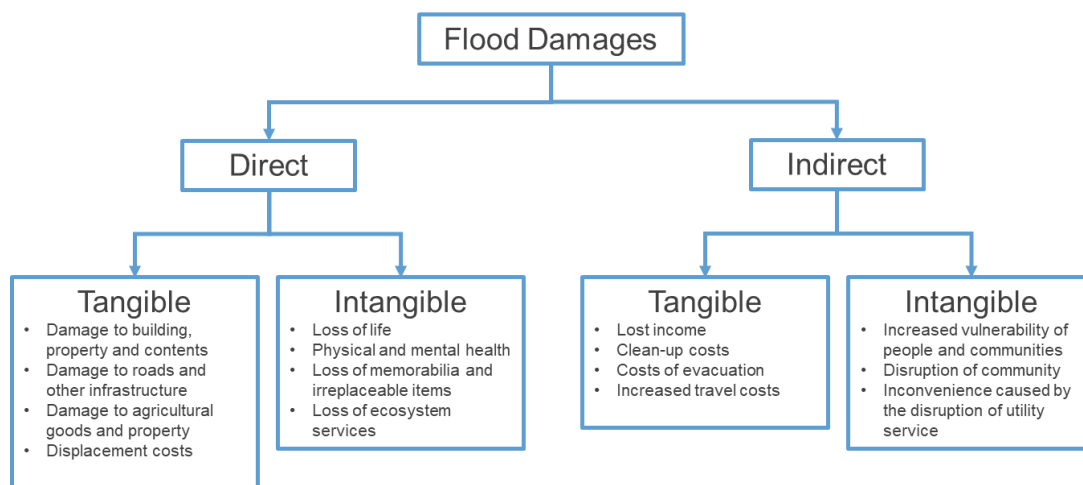 Flood Damages
Direct
Indirect
Tangible
• Damage to building,
property and contents
• Damage to roads and
other infrastructure
• Damage to agricultural
goods and property
• Displacement costs
Intangible
• Loss of life
• Physical and mental health
• Loss of memorabilia and
irreplaceable items
• Loss of ecosystem
services
Tangible
• Lost income
• Clean-up costs
• Costs of evacuation
• Increased travel costs
Intangible
• Increased vulnerability of
people and communities
• Disruption of community
• Inconvenience caused by
the disruption of utility
service